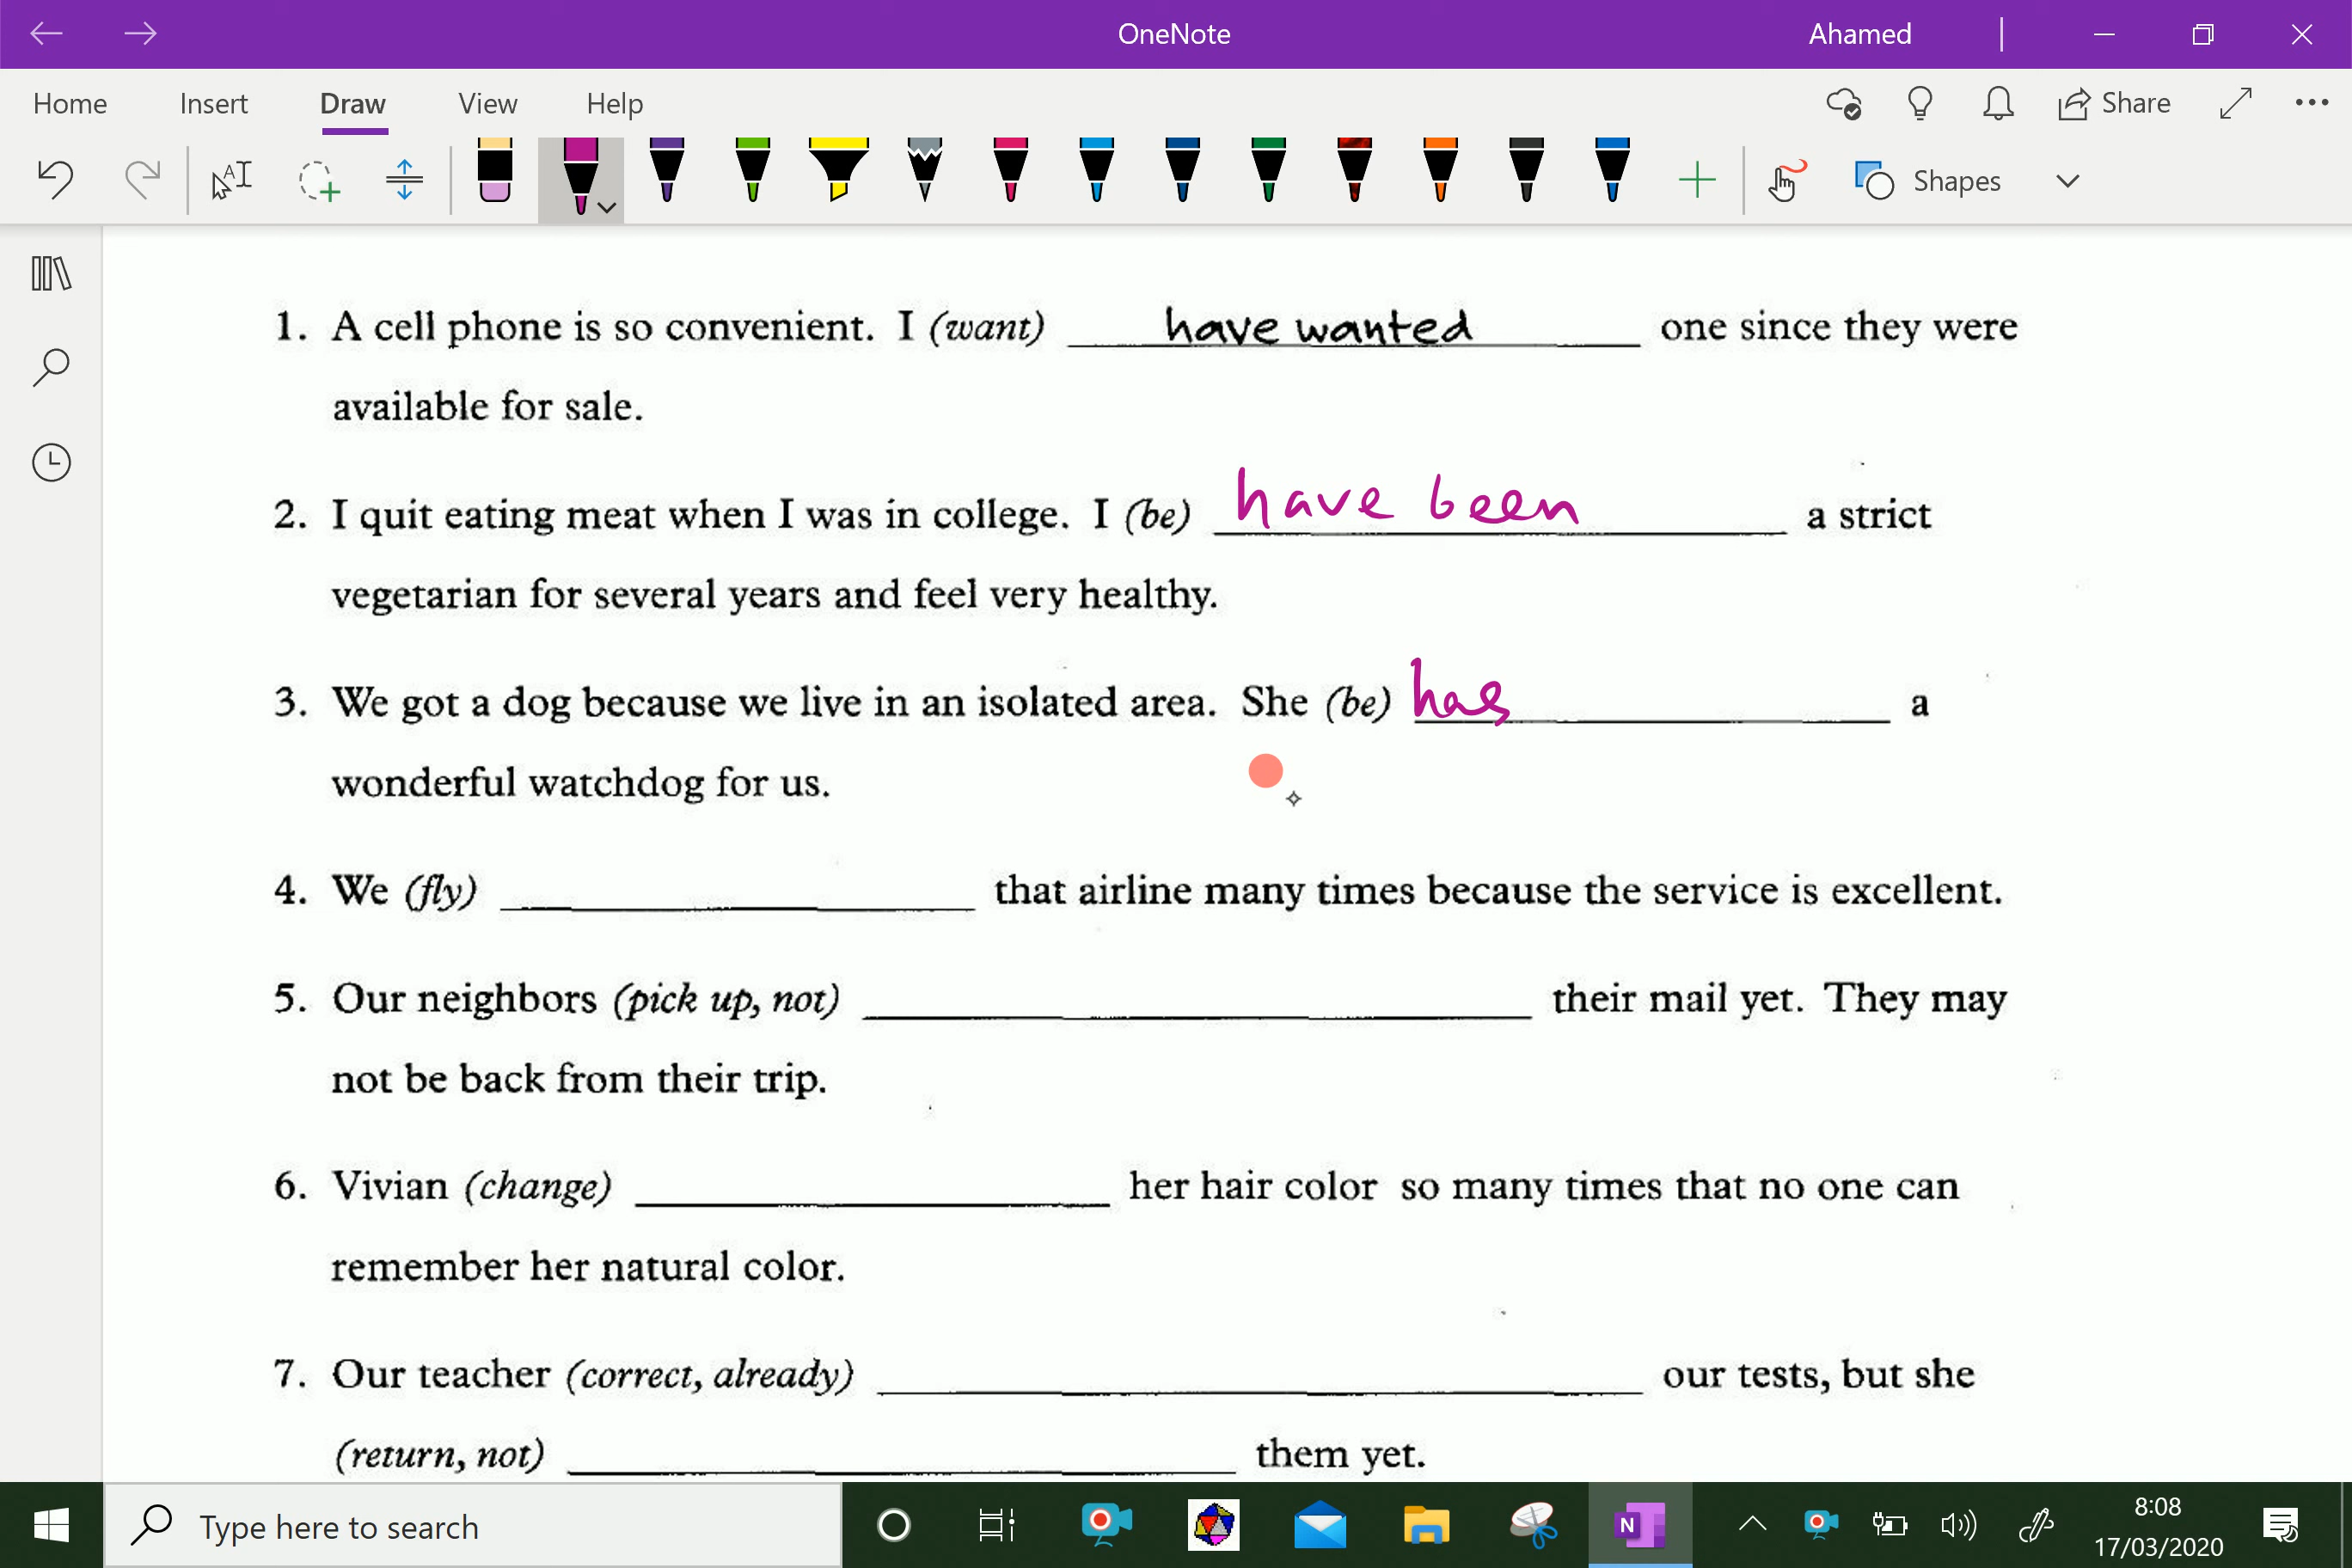 OneNote
Ahamed
Home Insert Draw View Help
Share
Shapes
1. A cell phone is so convenient. I (want) have wanted one since they were
available for sale.
2. I quit eating meat when I was in college. I (be) have been a strict
vegetarian for several years and feel very healthy.
3. We got a dog because we live in an isolated area. She (be) has a
wonderful watchdog for us.
4. We (fly) ____ that airline many times because the service is excellent.
5. Our neighbors (pick up, not) ____ their mail yet. They may
not be back from their trip.
6. Vivian (change) ____ her hair color so many times that no one can
remember her natural color.
7. Our teacher (correct, already) ____ our tests, but she
(return, not) ____ them yet.
Type here to search
8:08
17/03/2020